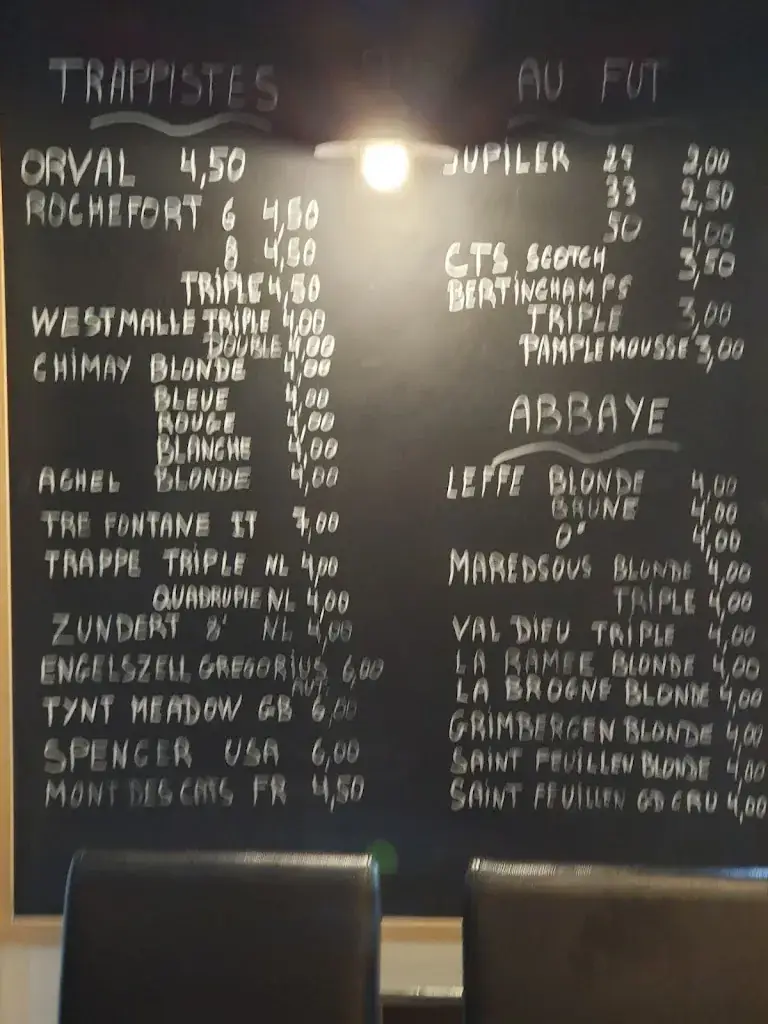 TRAPPISTES
ORVAL 4,50
ROCHEFORT 6 4,50
8 4,50
TRIPLE 4,50
WESTMALLE TRIPLE 4,00
DOUBLE 4,00
CHIMAY BLONDE 4,00
BLEUE 4,00
ROUGE 4,00
BLANCHE 4,00
ACHEL BLONDE 4,00
TRE FONTANE IT 7,00
TRAPPE TRIPLE NL 4,00
QUADRUPLE NL 4,00
ZUNDERT 8° NL 4,00
ENGELSZELL GREGORIUS 6,00
AUT.
TYNT MEADOW GB 6,00
SPENCER USA 6,00
MONT DES CATS FR 4,50
AU FUT
JUPILER 25 2,00
33 2,50
50 4,00
CTS SCOTCH 3,50
BERTINCHAMPS
TRIPLE 3,00
PAMPLEMOUSSE 3,00
ABBAYE
LEFFE BLONDE 4,00
BRUNE 4,00
0° 4,00
MAREDSOUS BLONDE 4,00
TRIPLE 4,00
VAL DIEU TRIPLE 4,00
LA RAMEE BLONDE 4,00
LA BROGNE BLONDE 4,00
GRIMBERGEN BLONDE 4,00
SAINT FEUILLEN BLONDE 4,00
SAINT FEUILLEN GD CRU 4,00